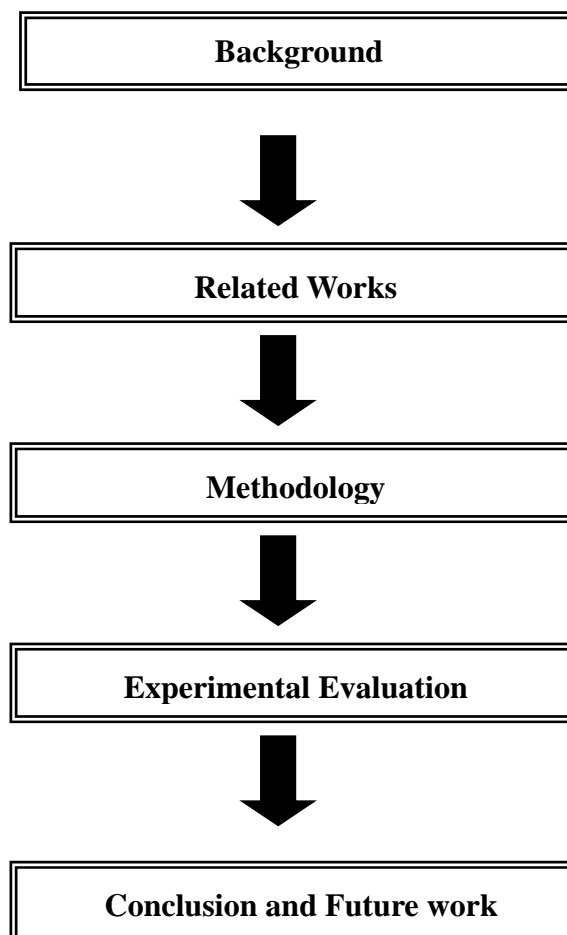 Background
Related Works
Methodology
Experimental Evaluation
Conclusion and Future work